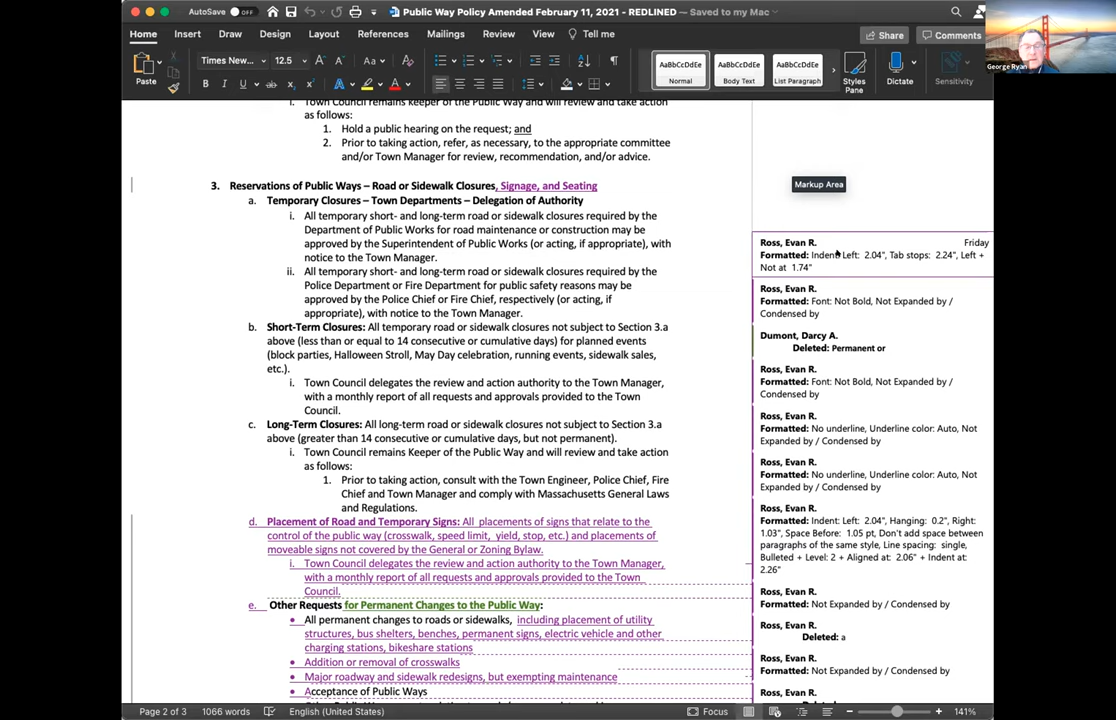 AutoSave OFF
Public Way Policy Amended February 11, 2021 - REDLINED — Saved to my Mac
Home Insert Draw Design Layout References Mailings Review View Tell me
Share Comments
Paste
Times New... 12.5
AaBbCcDdEe AaBbCcDdEe AaBbCcDdEe
Normal Body Text List Paragraph
Styles Pane
Dictate
Sensitivity
George Ryan
i. Town Council remains Keeper of the Public Way and will review and take action
as follows:
1. Hold a public hearing on the request; and
2. Prior to taking action, refer, as necessary, to the appropriate committee
and/or Town Manager for review, recommendation, and/or advice.
3. Reservations of Public Ways – Road or Sidewalk Closures, Signage, and Seating
a. Temporary Closures – Town Departments – Delegation of Authority
i. All temporary short- and long-term road or sidewalk closures required by the
Department of Public Works for road maintenance or construction may be
approved by the Superintendent of Public Works (or acting, if appropriate), with
notice to the Town Manager.
ii. All temporary short- and long-term road or sidewalk closures required by the
Police Department or Fire Department for public safety reasons may be
approved by the Police Chief or Fire Chief, respectively (or acting, if
appropriate), with notice to the Town Manager.
b. Short-Term Closures: All temporary road or sidewalk closures not subject to Section 3.a
above (less than or equal to 14 consecutive or cumulative days) for planned events
(block parties, Halloween Stroll, May Day celebration, running events, sidewalk sales,
etc.).
i. Town Council delegates the review and action authority to the Town Manager,
with a monthly report of all requests and approvals provided to the Town
Council.
c. Long-Term Closures: All long-term road or sidewalk closures not subject to Section 3.a
above (greater than 14 consecutive or cumulative days, but not permanent).
i. Town Council remains Keeper of the Public Way and will review and take action
as follows:
1. Prior to taking action, consult with the Town Engineer, Police Chief, Fire
Chief and Town Manager and comply with Massachusetts General Laws
and Regulations.
d. Placement of Road and Temporary Signs: All placements of signs that relate to the
control of the public way (crosswalk, speed limit, yield, stop, etc.) and placements of
moveable signs not covered by the General or Zoning Bylaw.
i. Town Council delegates the review and action authority to the Town Manager,
with a monthly report of all requests and approvals provided to the Town
Council.
e. Other Requests for Permanent Changes to the Public Way:
• All permanent changes to roads or sidewalks, including placement of utility
structures, bus shelters, benches, permanent signs, electric vehicle and other
charging stations, bikeshare stations
• Addition or removal of crosswalks
• Major roadway and sidewalk redesigns, but exempting maintenance
• Acceptance of Public Ways
Markup Area
Ross, Evan R. Friday
Formatted: Indent: Left: 2.04", Tab stops: 2.24", Left +
Not at 1.74"
Ross, Evan R.
Formatted: Font: Not Bold, Not Expanded by /
Condensed by
Dumont, Darcy A.
Deleted: Permanent or
Ross, Evan R.
Formatted: Font: Not Bold, Not Expanded by /
Condensed by
Ross, Evan R.
Formatted: No underline, Underline color: Auto, Not
Expanded by / Condensed by
Ross, Evan R.
Formatted: No underline, Underline color: Auto, Not
Expanded by / Condensed by
Ross, Evan R.
Formatted: Indent: Left: 2.04", Hanging: 0.2", Right:
1.03", Space Before: 1.05 pt, Don't add space between
paragraphs of the same style, Line spacing: single,
Bulleted + Level: 2 + Aligned at: 2.06" + Indent at:
2.26"
Ross, Evan R.
Formatted: Not Expanded by / Condensed by
Ross, Evan R.
Deleted: a
Ross, Evan R.
Formatted: Not Expanded by / Condensed by
Ross, Evan R.
Page 2 of 3 1066 words English (United States) Focus 141%